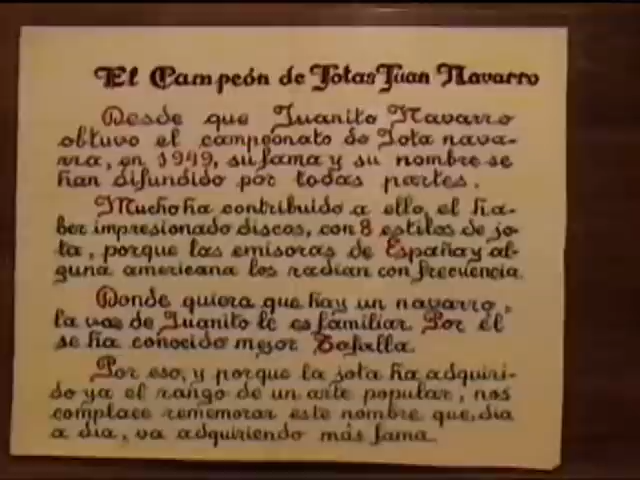 El Campeón de Jotas Juan Navarro
Desde que Juanito Navarro
obtuvo el campeonato de Jota nava-
rra, en 1949, su fama y su nombre se
han difundido por todas partes.
Mucho ha contribuido a ello, el ha-
ber impresionado discos, con 8 estilos de jo-
ta, porque las emisoras de España y al-
guna americana los radian con frecuencia.
Donde quiera que hay un navarro,
la voz de Juanito le es familiar. Por él
se ha conocido mejor Tafalla.
Por eso, y porque la jota ha adquiri-
do ya el rango de un arte popular, nos
complace rememorar este nombre que, dia
a dia, va adquiriendo más fama.